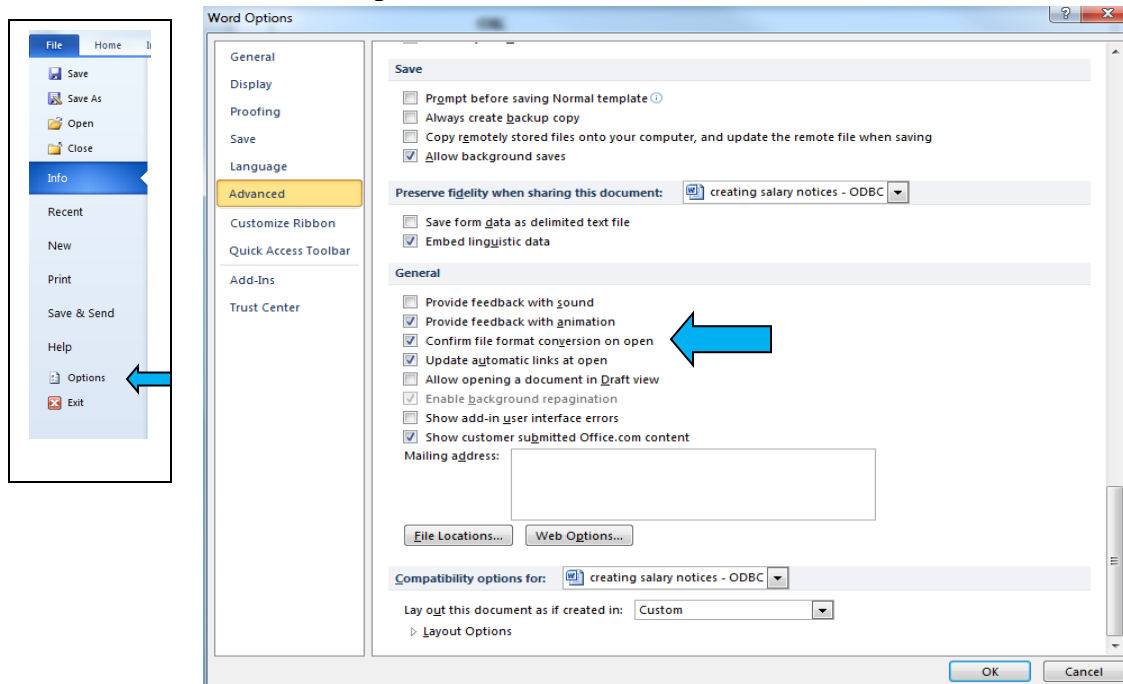 File Home
Save
Save As
Open
Close
Info
Recent
New
Print
Save & Send
Help
Options
Exit
Word Options
General
Display
Proofing
Save
Language
Advanced
Customize Ribbon
Quick Access Toolbar
Add-Ins
Trust Center
Save
Prompt before saving Normal template
Always create backup copy
Copy remotely stored files onto your computer, and update the remote file when saving
Allow background saves
Preserve fidelity when sharing this document: creating salary notices - ODBC
Save form data as delimited text file
Embed linguistic data
General
Provide feedback with sound
Provide feedback with animation
Confirm file format conversion on open
Update automatic links at open
Allow opening a document in Draft view
Enable background repagination
Show add-in user interface errors
Show customer submitted Office.com content
Mailing address:
File Locations... Web Options...
Compatibility options for: creating salary notices - ODBC
Lay out this document as if created in: Custom
Layout Options
OK Cancel